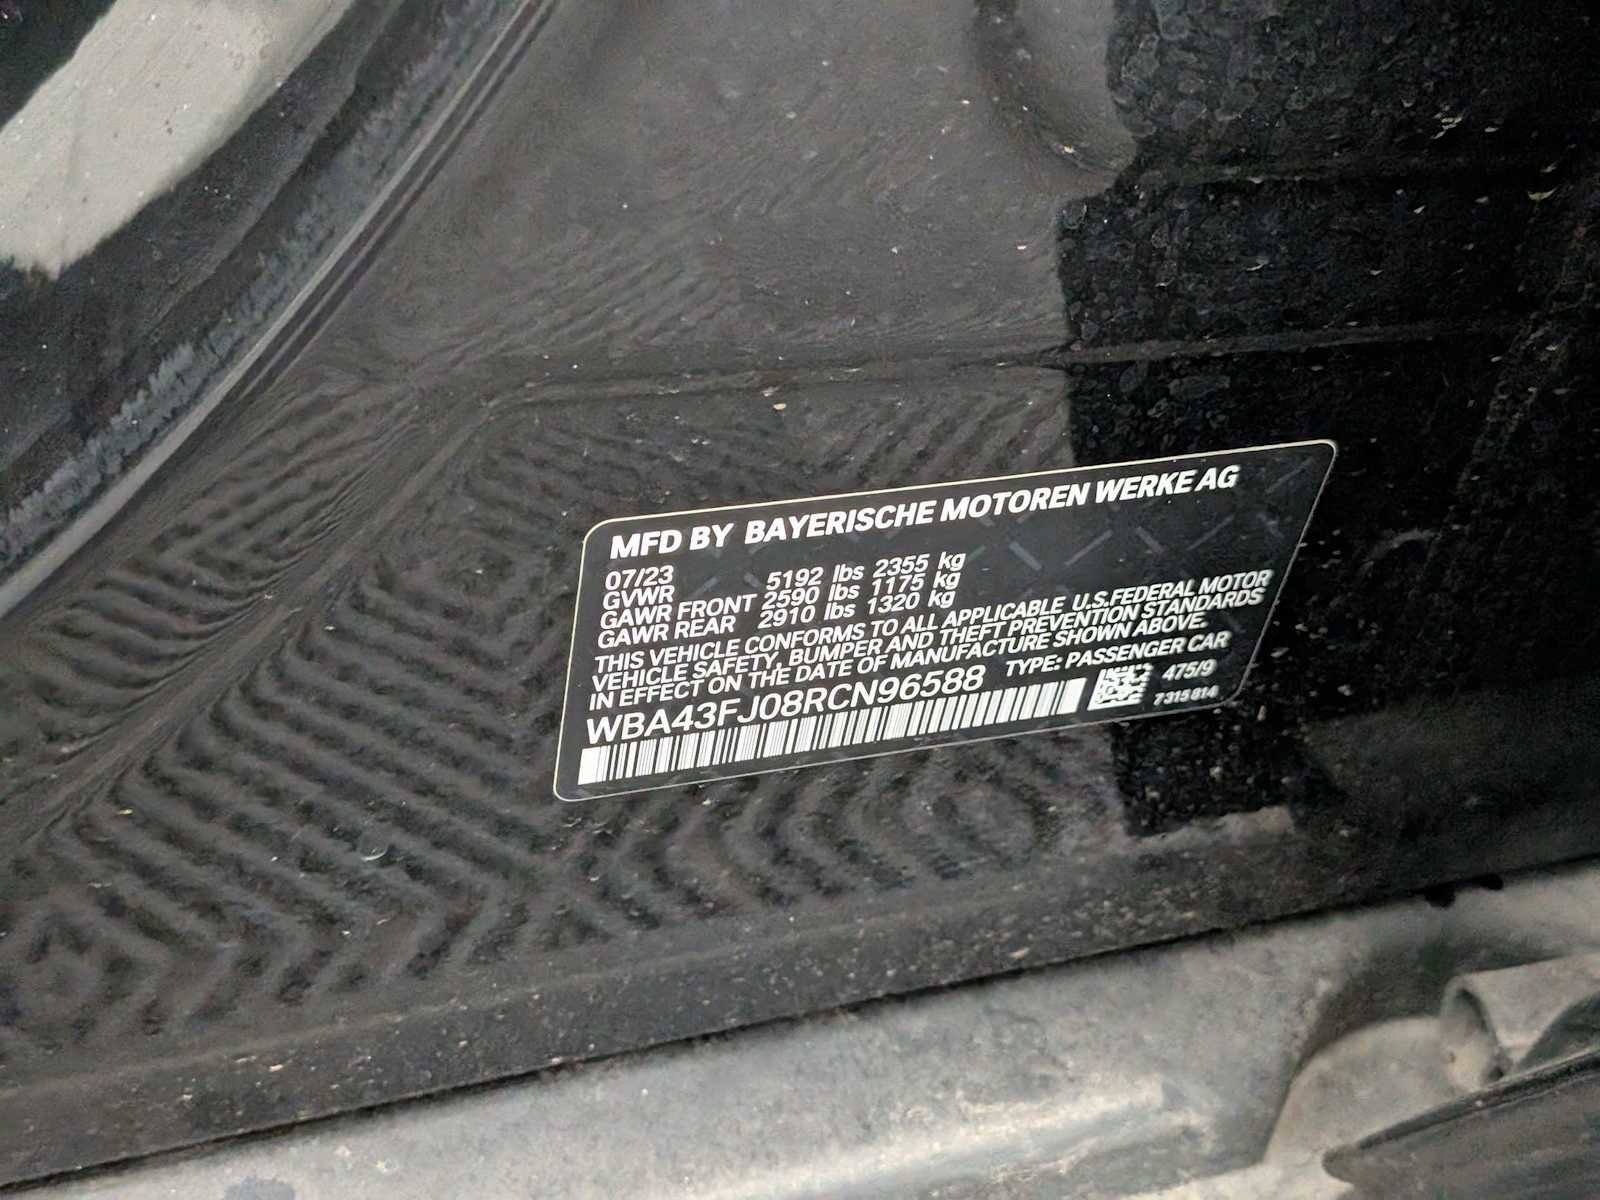 MFD BY BAYERISCHE MOTOREN WERKE AG
07/23
GVWR 5192 lbs 2355 kg
GAWR FRONT 2590 lbs 1175 kg
GAWR REAR 2910 lbs 1320 kg
THIS VEHICLE CONFORMS TO ALL APPLICABLE U.S.FEDERAL MOTOR
VEHICLE SAFETY, BUMPER AND THEFT PREVENTION STANDARDS
IN EFFECT ON THE DATE OF MANUFACTURE SHOWN ABOVE.
WBA43FJ08RCN96588 TYPE: PASSENGER CAR
475/9
7315814